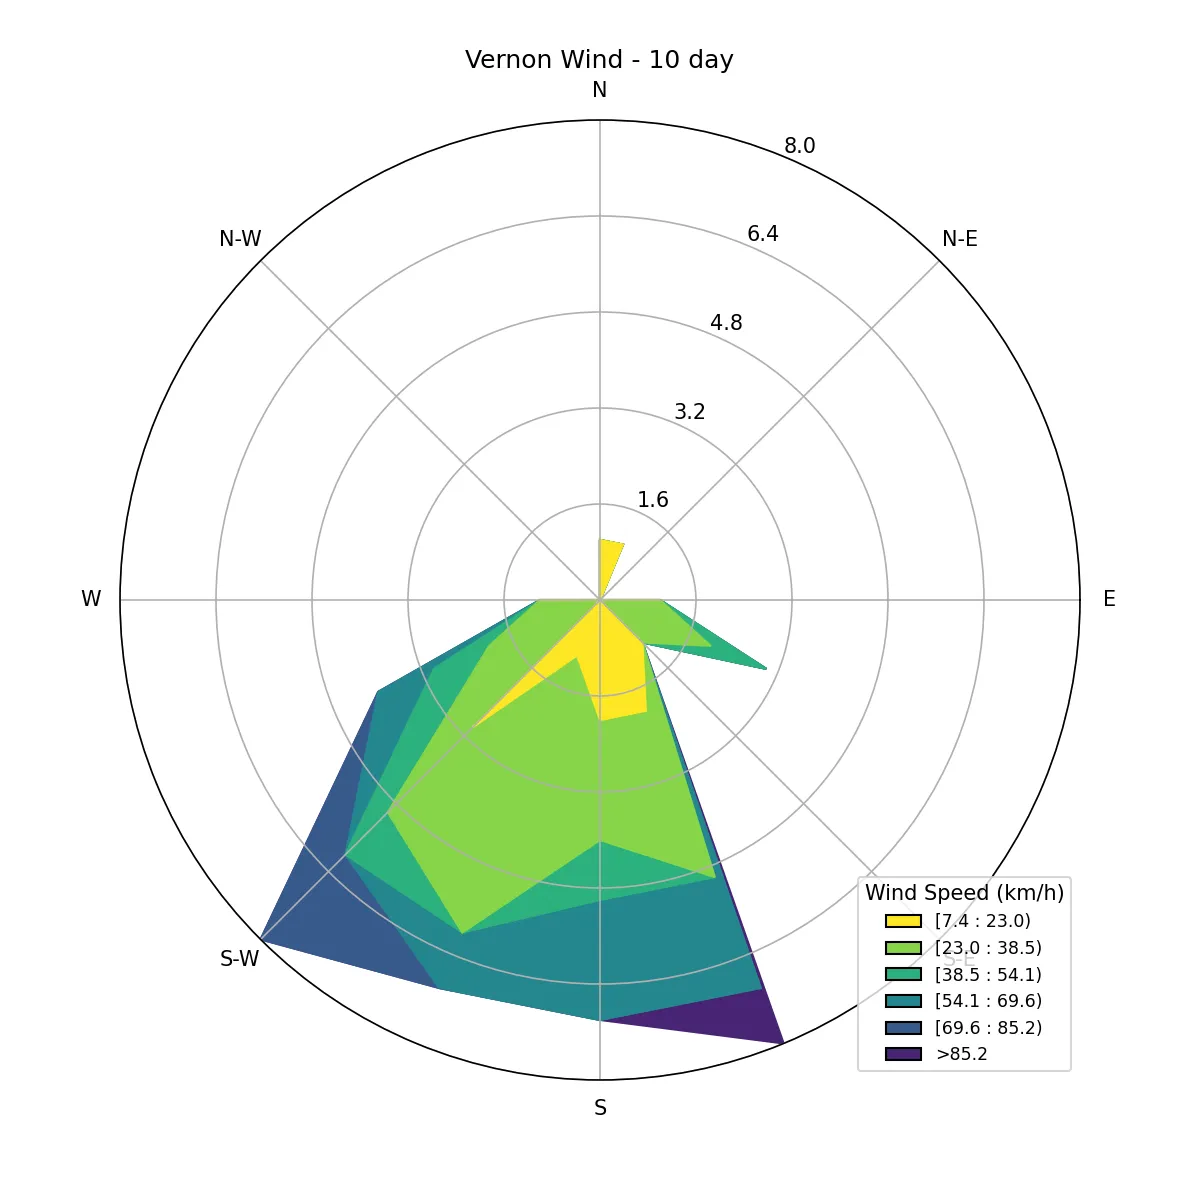 Vernon Wind - 10 day
N
8.0
N-W
6.4
N-E
4.8
3.2
1.6
W
E
Wind Speed (km/h)
[7.4 : 23.0)
[23.0 : 38.5)
[38.5 : 54.1)
[54.1 : 69.6)
[69.6 : 85.2)
>85.2
S-W
S-E
S